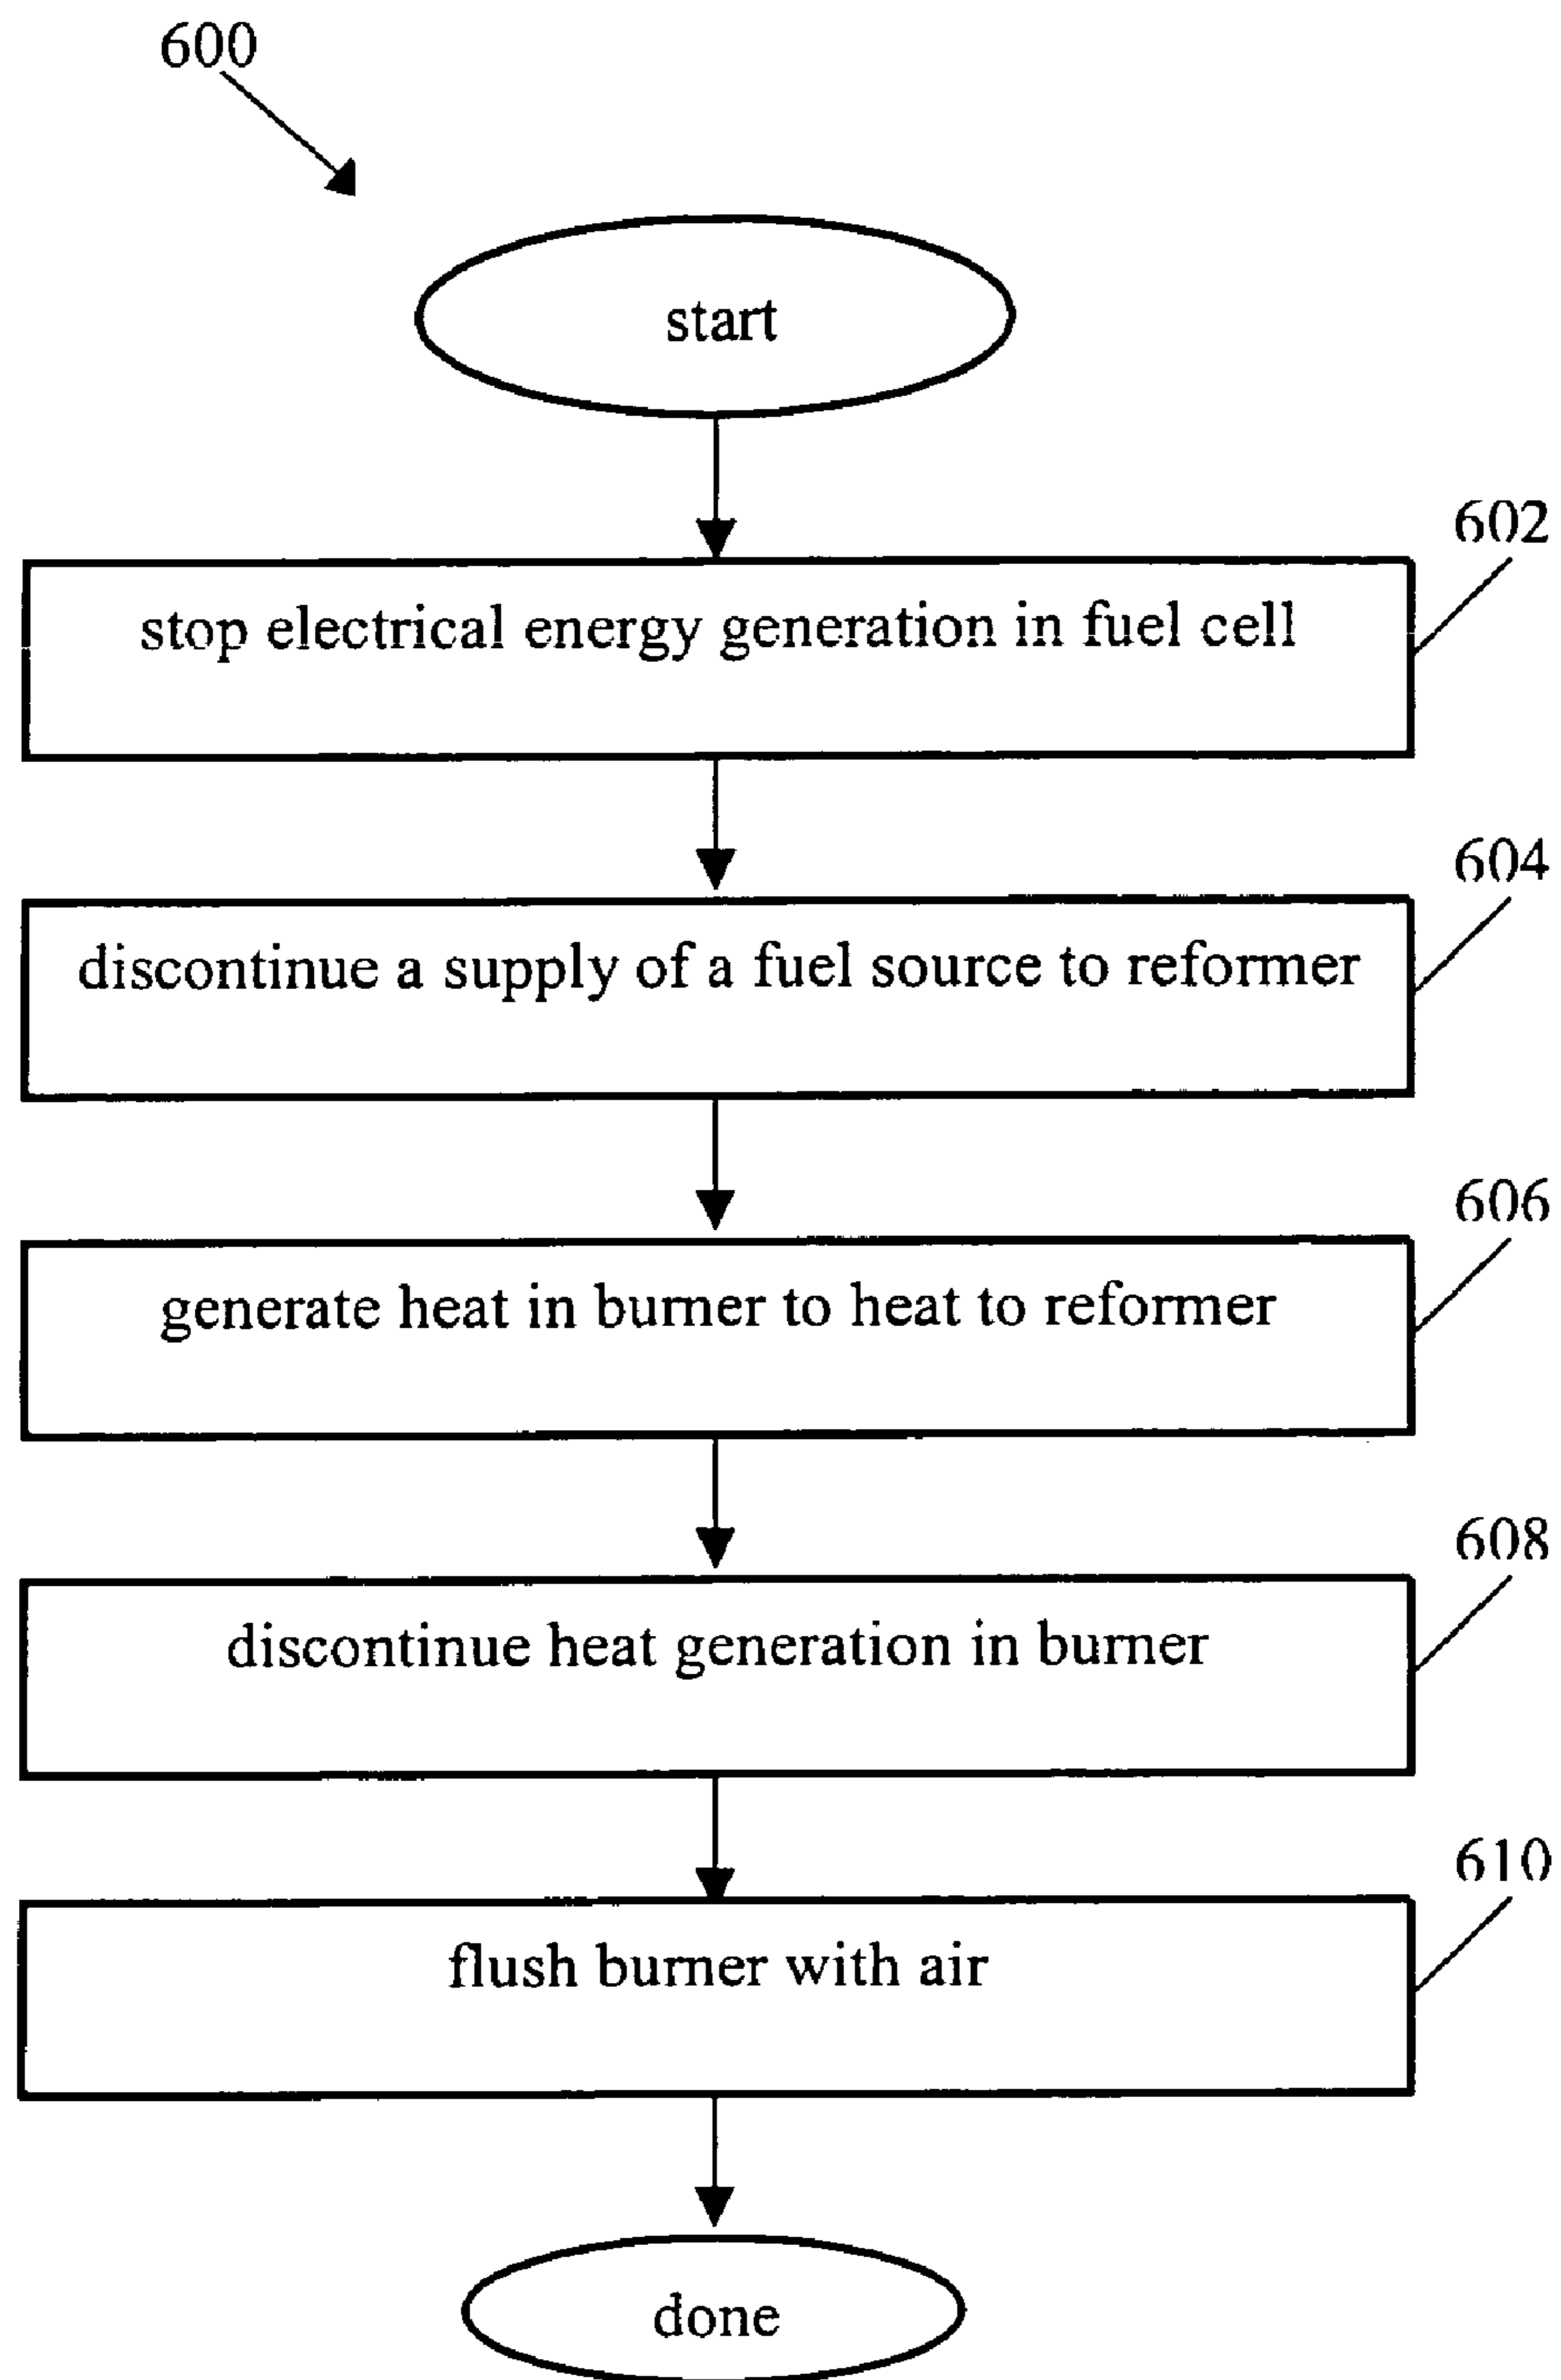 600
start
602
stop electrical energy generation in fuel cell
604
discontinue a supply of a fuel source to reformer
606
generate heat in burner to heat to reformer
608
discontinue heat generation in burner
610
flush burner with air
done